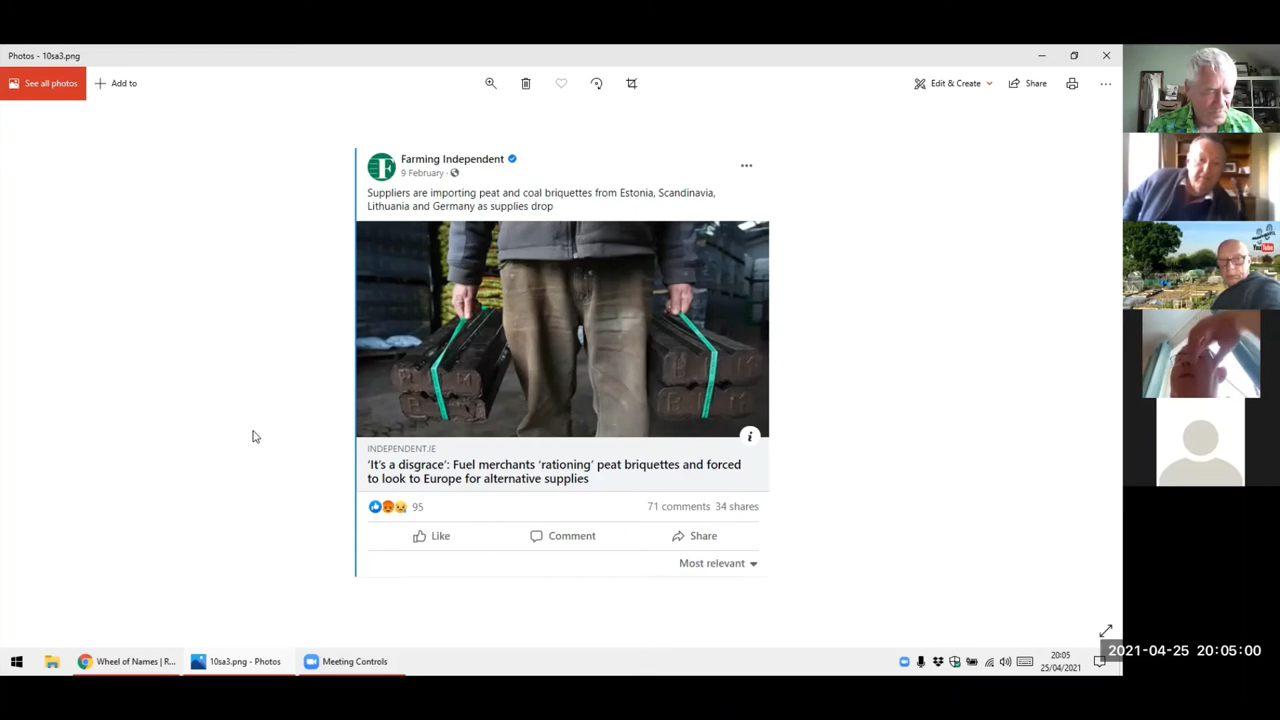 Photos - 10sa3.png
See all photos
Add to
Edit & Create
Share
Farming Independent
9 February ·
Suppliers are importing peat and coal briquettes from Estonia, Scandinavia,
Lithuania and Germany as supplies drop
B I M
B I M
B I M
B I M
INDEPENDENT.IE
‘It’s a disgrace’: Fuel merchants ‘rationing’ peat briquettes and forced
to look to Europe for alternative supplies
95
71 comments 34 shares
Like
Comment
Share
Most relevant
YouTube
Wheel of Names | R...
10sa3.png - Photos
Meeting Controls
20:05
25/04/2021
2021-04-25 20:05:00